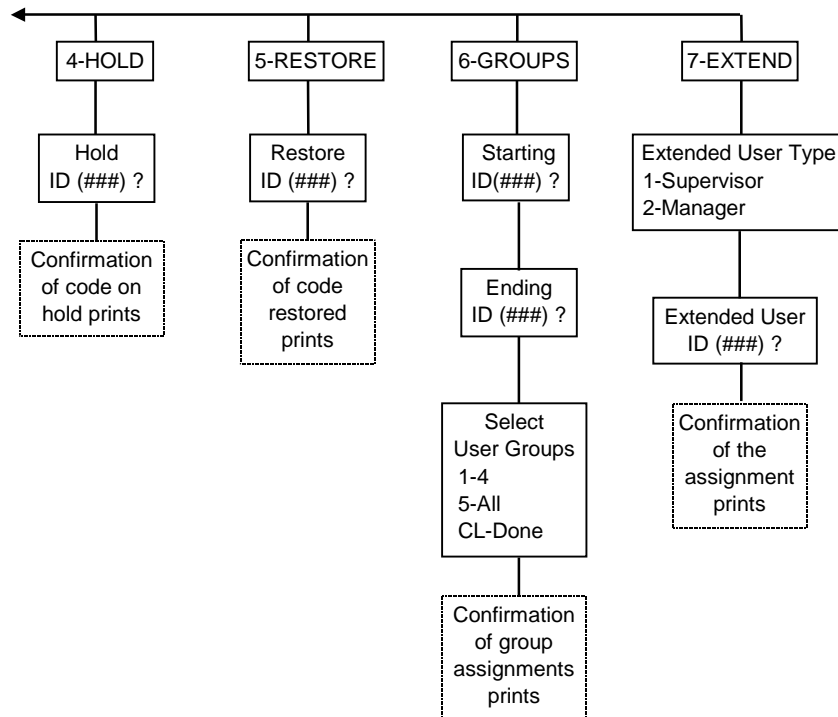 4-HOLD
5-RESTORE
6-GROUPS
7-EXTEND
Hold
ID (###) ?
Restore
ID (###) ?
Starting
ID(###) ?
Extended User Type
1-Supervisor
2-Manager
Confirmation
of code on
hold prints
Confirmation
of code
restored
prints
Ending
ID (###) ?
Extended User
ID (###) ?
Select
User Groups
1-4
5-All
CL-Done
Confirmation
of the
assignment
prints
Confirmation
of group
assignments
prints